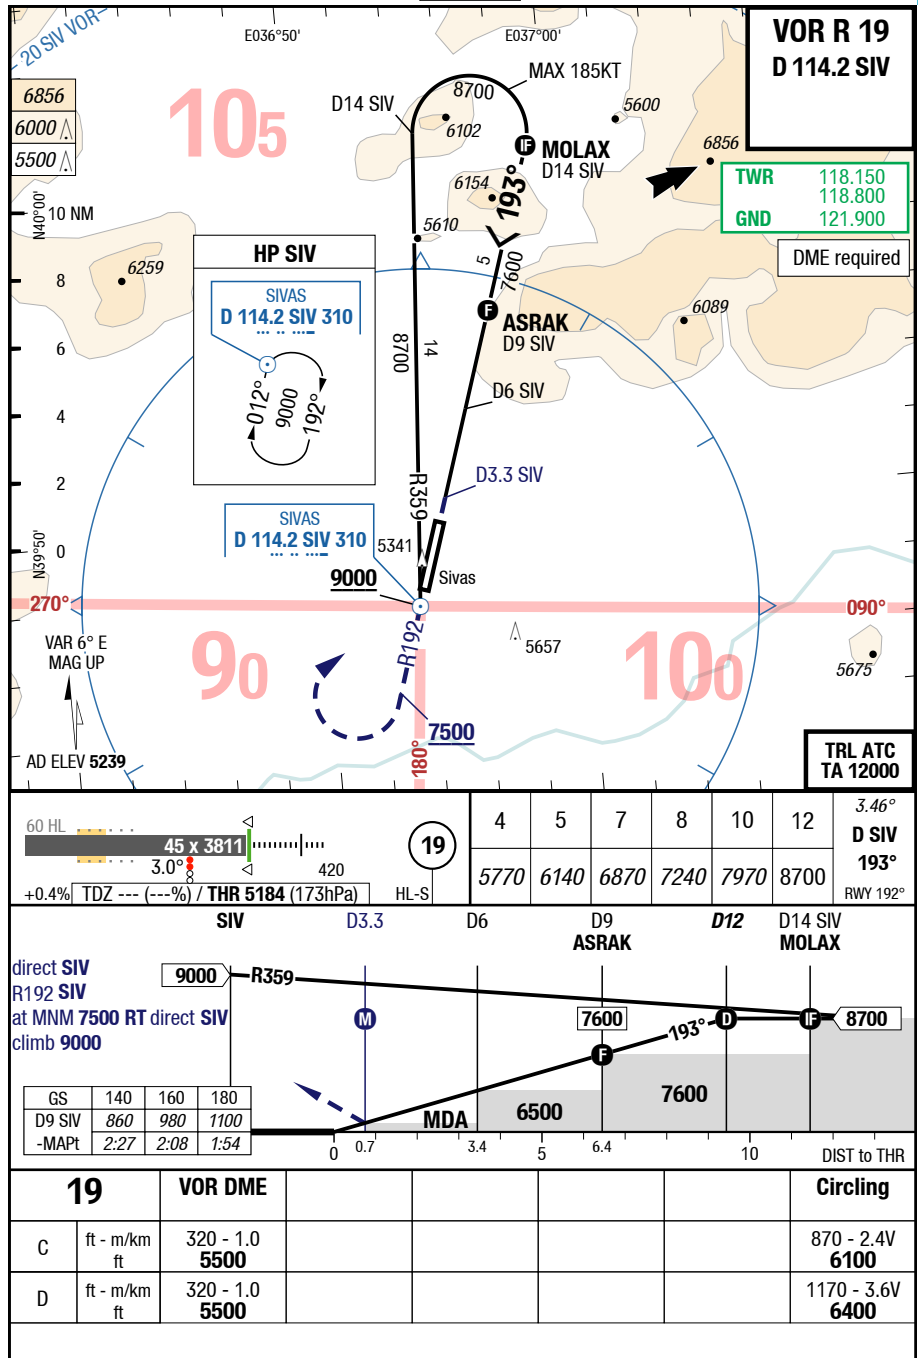 20 SIV VOR
E036°50'
E037°00'
VOR R 19
D 114.2 SIV
6856
6000
5500
105
D14 SIV
8700
MAX 185KT
6102
5600
6856
IF
MOLAX
D14 SIV
TWR 118.150
118.800
GND 121.900
6154
193°
N40°00'
10 NM
5610
DME required
HP SIV
6259
8
5
7600
SIVAS
D 114.2 SIV 310
F
ASRAK
D9 SIV
6089
6
8700
14
012°
9000
192°
D6 SIV
4
2
R359
D3.3 SIV
SIVAS
D 114.2 SIV 310
5341
N39°50'
0
9000
Sivas
270°
090°
R192
VAR 6° E
MAG UP
90
5657
100
5675
7500
180°
AD ELEV 5239
TRL ATC
TA 12000
60 HL
45 x 3811
3.0°
420
+0.4%
TDZ --- (---%) / THR 5184 (173hPa)
HL-S
19
4 5 7 8 10 12
5770 6140 6870 7240 7970 8700
3.46°
D SIV
193°
RWY 192°
SIV D3.3 D6 D9 D12 D14 SIV
ASRAK MOLAX
direct SIV
R192 SIV
at MNM 7500 RT direct SIV
climb 9000
9000
R359
M
7600
193°
D
IF
8700
F
7600
6500
MDA
GS 140 160 180
D9 SIV 860 980 1100
-MAPt 2:27 2:08 1:54
0 0.7 3.4 5 6.4 10 DIST to THR
19 VOR DME Circling
C ft - m/km 320 - 1.0 870 - 2.4V
ft 5500 6100
D ft - m/km 320 - 1.0 1170 - 3.6V
ft 5500 6400